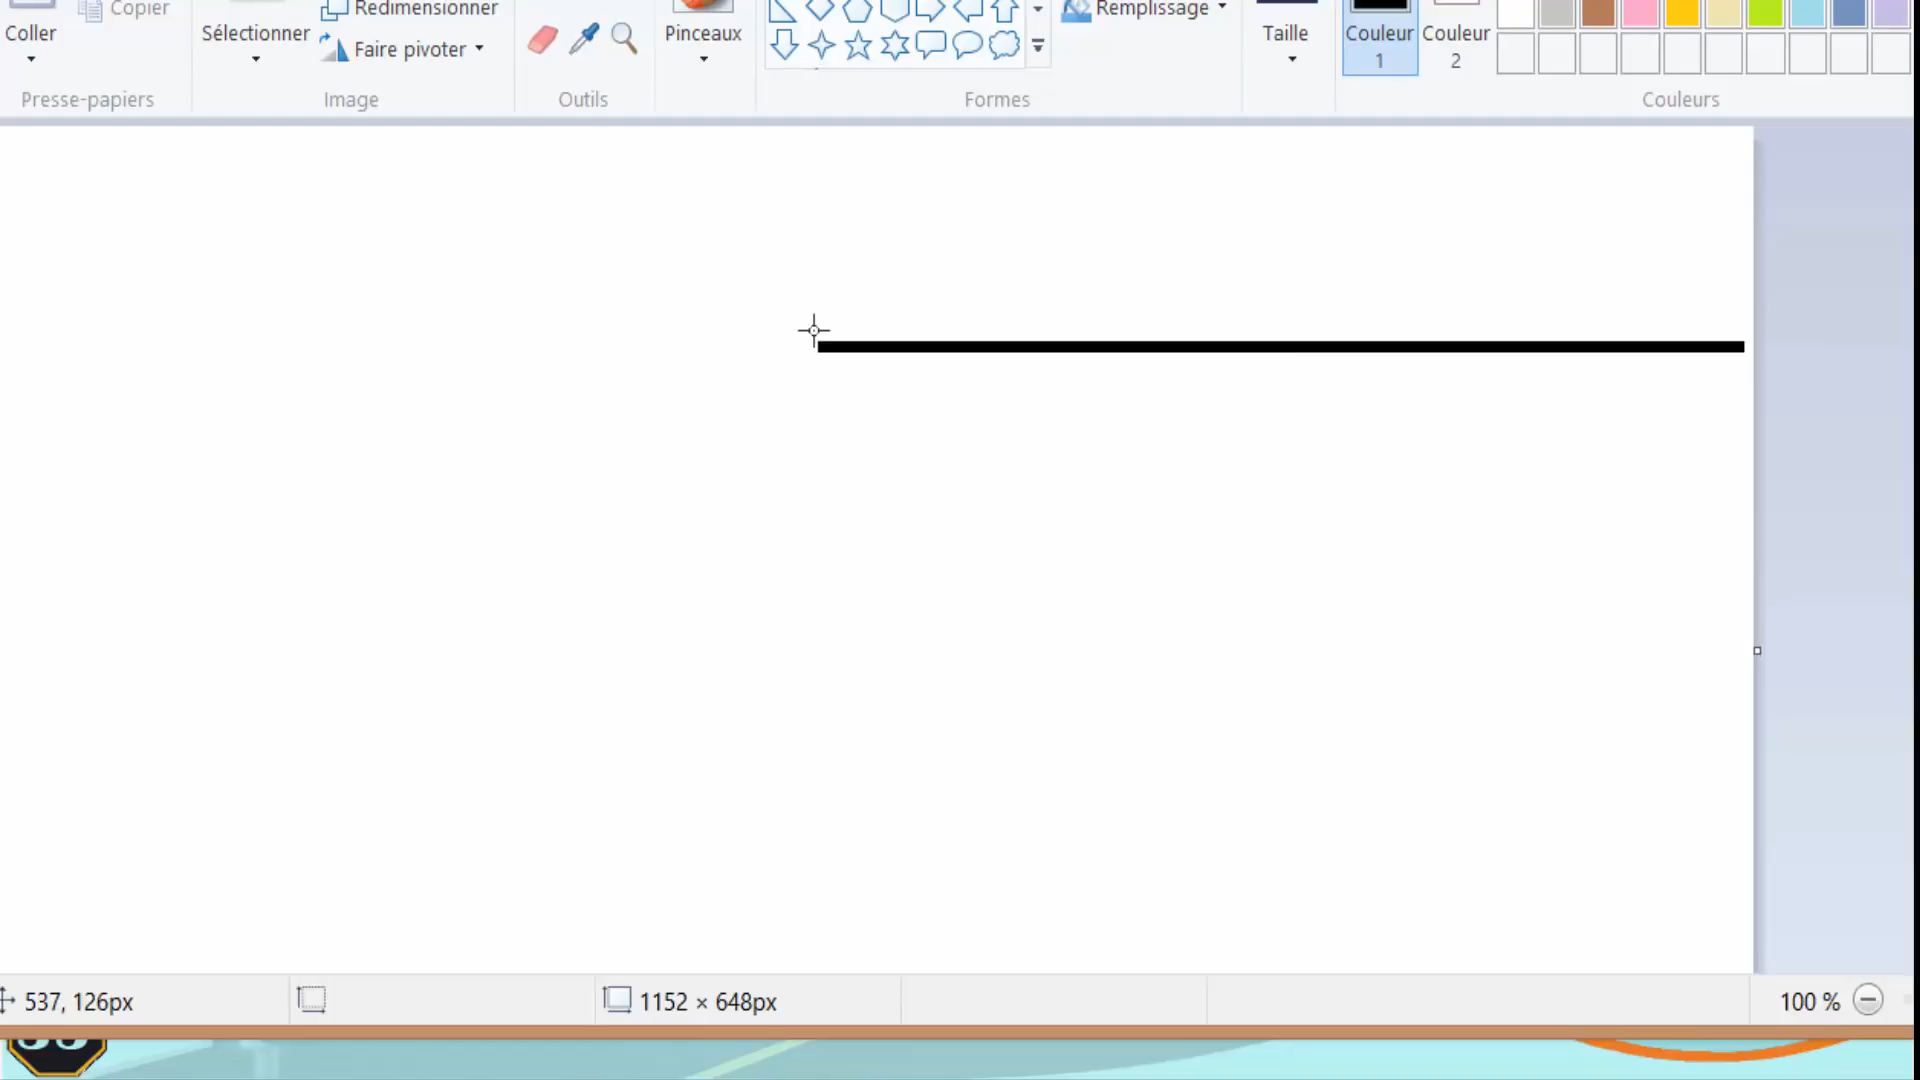 Coller
Copier
Sélectionner
Redimensionner
Faire pivoter
Pinceaux
Remplissage
Taille
Couleur
1
Couleur
2
Presse-papiers
Image
Outils
Formes
Couleurs
537, 126px
1152 × 648px
100 %